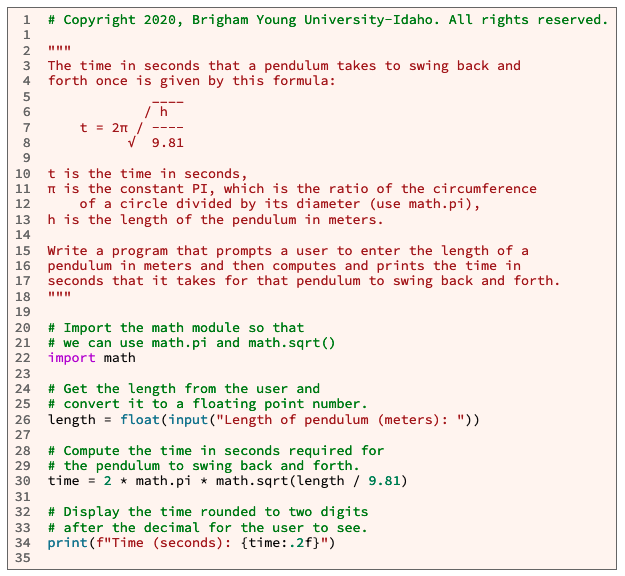 1 # Copyright 2020, Brigham Young University-Idaho. All rights reserved.
1
2 """
3 The time in seconds that a pendulum takes to swing back and
4 forth once is given by this formula:
5              ____
6             / h
7     t = 2π / ----
8           √  9.81
9
10 t is the time in seconds,
11 π is the constant PI, which is the ratio of the circumference
12     of a circle divided by its diameter (use math.pi),
13 h is the length of the pendulum in meters.
14
15 Write a program that prompts a user to enter the length of a
16 pendulum in meters and then computes and prints the time in
17 seconds that it takes for that pendulum to swing back and forth.
18 """
19
20 # Import the math module so that
21 # we can use math.pi and math.sqrt()
22 import math
23
24 # Get the length from the user and
25 # convert it to a floating point number.
26 length = float(input("Length of pendulum (meters): "))
27
28 # Compute the time in seconds required for
29 # the pendulum to swing back and forth.
30 time = 2 * math.pi * math.sqrt(length / 9.81)
31
32 # Display the time rounded to two digits
33 # after the decimal for the user to see.
34 print(f"Time (seconds): {time:.2f}")
35